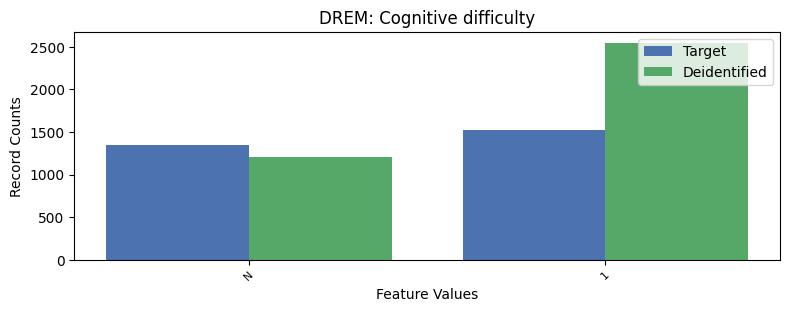 DREM: Cognitive difficulty
Target
Deidentified
Record Counts
2500
2000
1500
1000
500
0
N
1
Feature Values